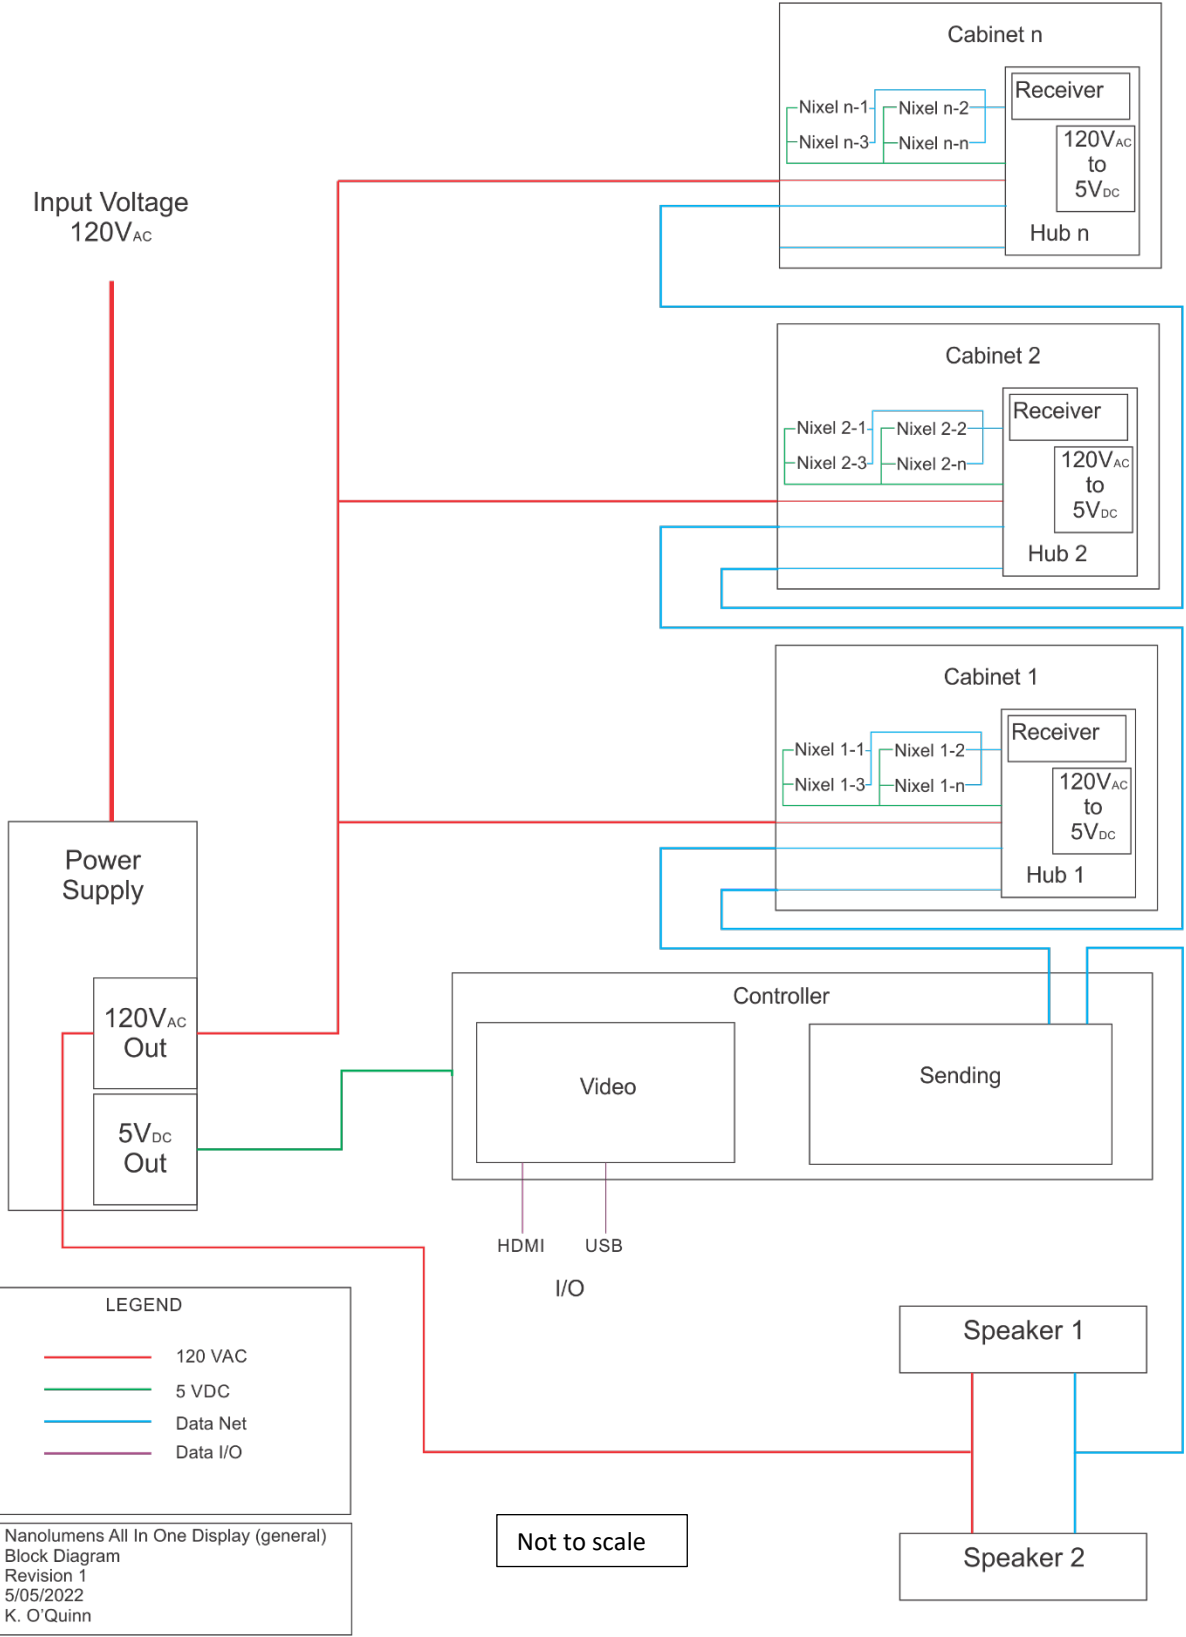 Cabinet n
Receiver
Nixel n-1
Nixel n-2
Nixel n-3
Nixel n-n
120VAC
to
5VDC
Hub n
Input Voltage
120VAC
Cabinet 2
Receiver
Nixel 2-1
Nixel 2-2
Nixel 2-3
Nixel 2-n
120VAC
to
5VDC
Hub 2
Cabinet 1
Receiver
Nixel 1-1
Nixel 1-2
Nixel 1-3
Nixel 1-n
120VAC
to
5VDC
Hub 1
Power
Supply
120VAC
Out
5VDC
Out
Controller
Video
Sending
HDMI
USB
I/O
LEGEND
120 VAC
5 VDC
Data Net
Data I/O
Speaker 1
Speaker 2
Not to scale
Nanolumens All In One Display (general)
Block Diagram
Revision 1
5/05/2022
K. O'Quinn